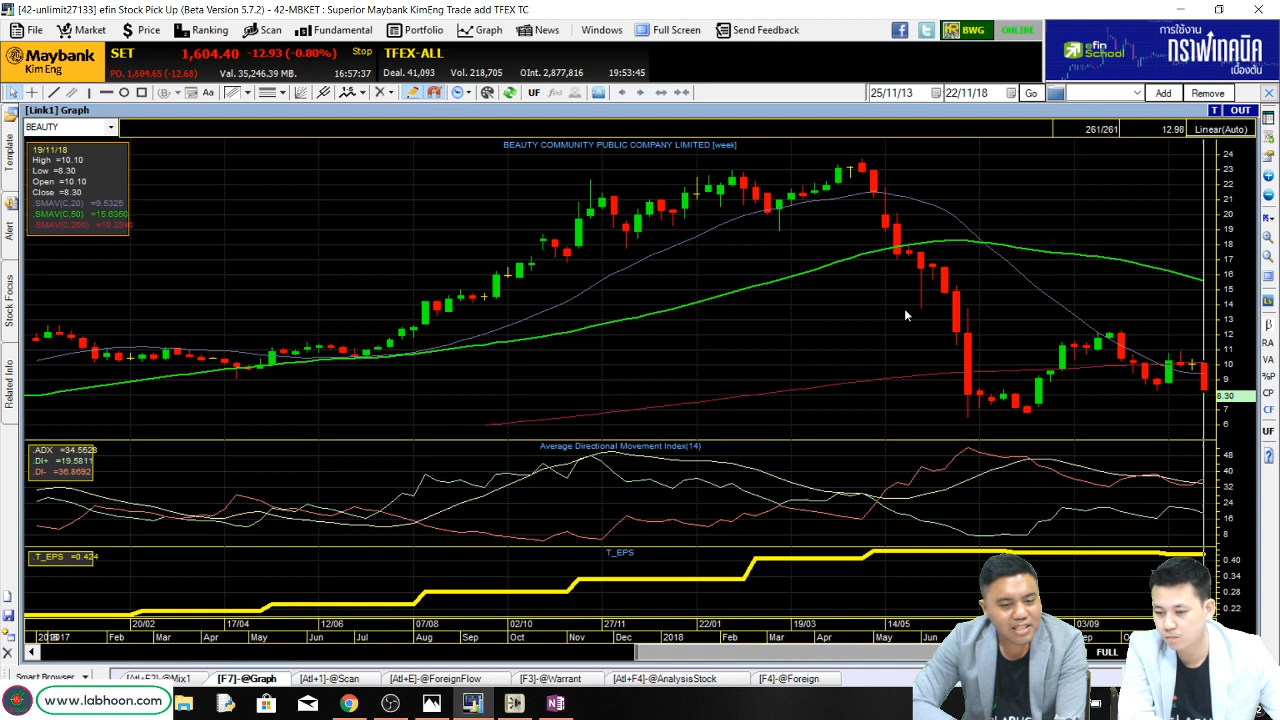 [42-unlimit27133] efin Stock Pick Up (Beta Version 5.7.2) - 42-MBKET : Superior Maybank KimEng Trade add TFEX TC
File Market Price Ranking Scan Fundamental Portfolio Graph News Windows Full Screen Send Feedback BWG ONLINE
การใช้งาน
กราฟเทคนิค
เบื้องต้น
efin School
Maybank
Kim Eng
SET 1,604.40 -12.93 (-0.80%) Stop TFEX-ALL
PO. 1,604.65 (-12.68) Val. 35,246.39 MB. 16:57:37 Deal. 41,093 Vol. 218,705 OInt. 2,877,816 19:53:45
Aa UF 25/11/13 22/11/18 Go Add Remove
[Link1] Graph T OUT
BEAUTY 261/261 12.98 Linear(Auto)
BEAUTY COMMUNITY PUBLIC COMPANY LIMITED [week]
19/11/18
High =10.10
Low =8.30
Open =10.10
Close =8.30
.SMAV(C,20) =9.5325
.SMAV(C,50) =15.6350
Template
Alert
Stock Focus
Related Info
24
23
22
21
20
19
18
17
16
15
14
13
12
11
10
9
8.30
7
6
β
RA
VA
%P
CP
CF
UF
Average Directional Movement Index(14)
.ADX =34.5528
.DI+ =19.5811
.DI- =36.8692
48
40
32
24
16
8
T_EPS
.T_EPS =0.424
0.40
0.34
0.28
0.22
20/02 17/04 12/06 07/08 27/11 22/01 19/03 14/05 03/09
2017 Feb Mar Apr May Jun Jul Aug Sep Oct Nov Dec 2018 Feb Mar Apr May Jun
FULL
Smart Browser [Atl+F2]-@Mix1 [F7]-@Graph [Atl+1]-@Scan [Atl+E]-@ForeignFlow [F3]-@Warrant [Atl+F4]-@AnalysisStock [F4]-@Foreign
www.labhoon.com